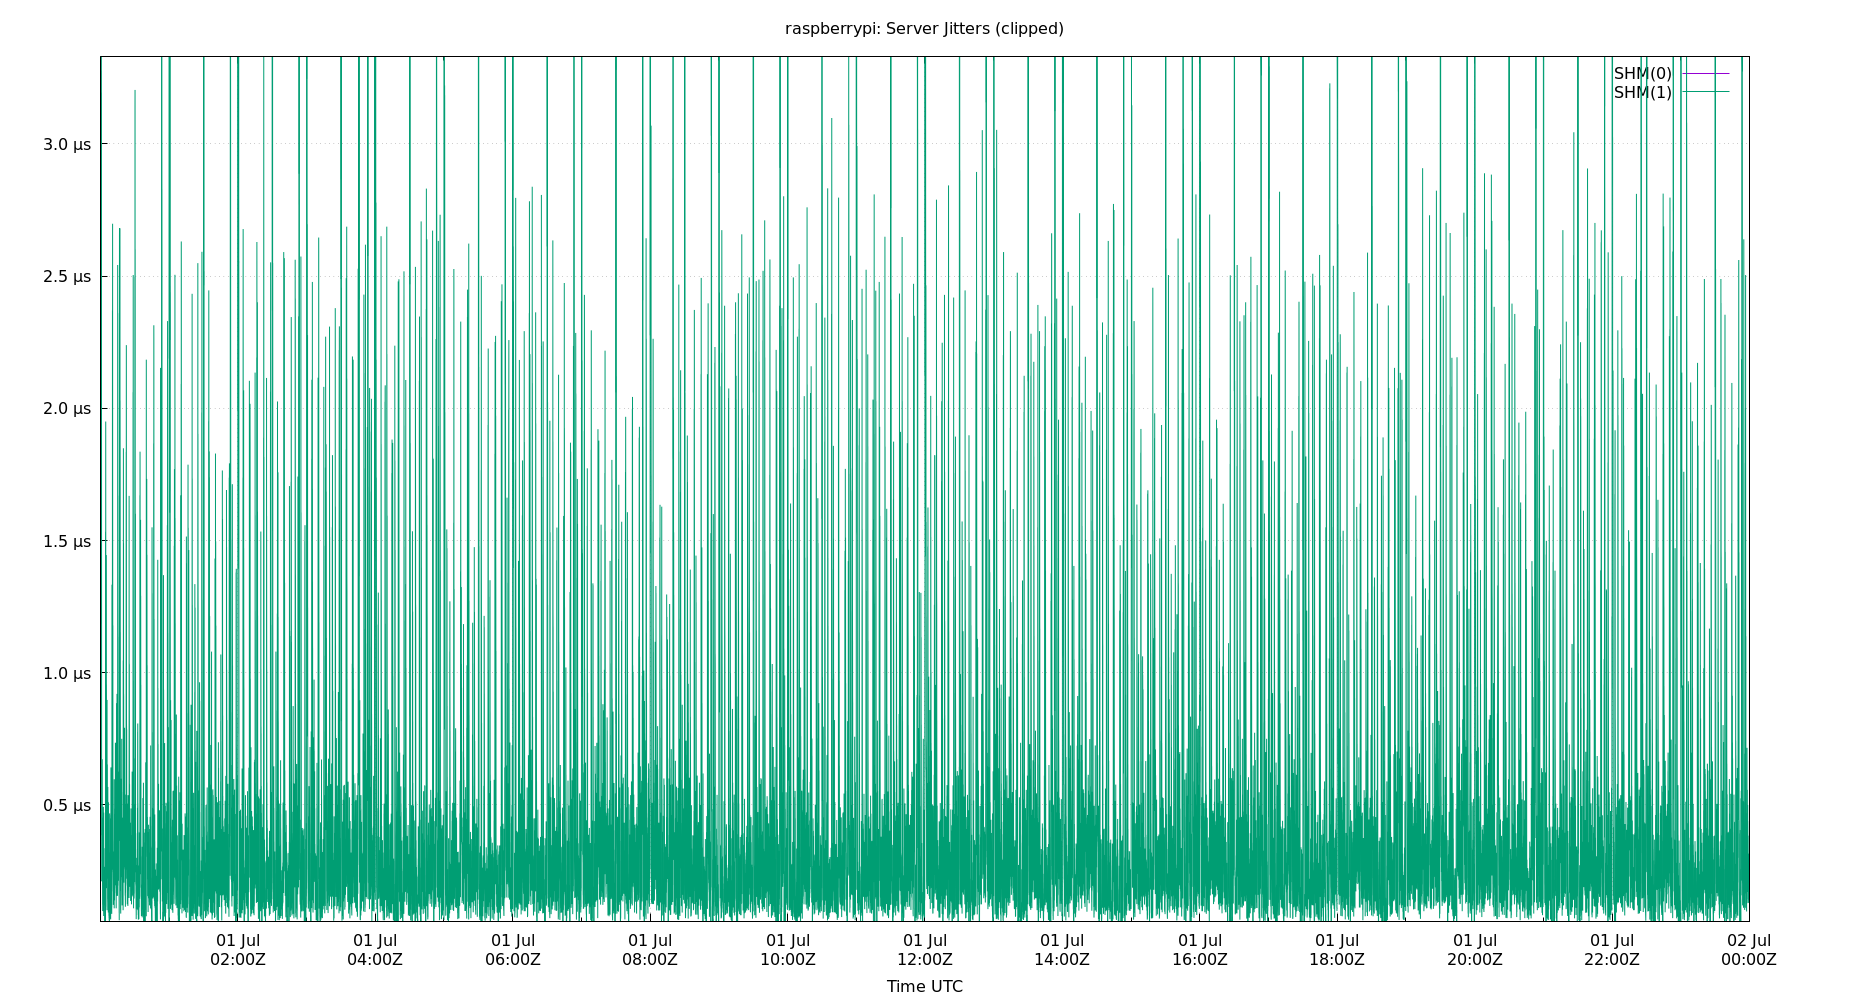 raspberrypi: Server Jitters (clipped)
SHM(0)
SHM(1)
3.0 μs
2.5 μs
2.0 μs
1.5 μs
1.0 μs
0.5 μs
01 Jul 01 Jul 01 Jul 01 Jul 01 Jul 01 Jul 01 Jul 01 Jul 01 Jul 01 Jul 01 Jul 02 Jul
02:00Z 04:00Z 06:00Z 08:00Z 10:00Z 12:00Z 14:00Z 16:00Z 18:00Z 20:00Z 22:00Z 00:00Z
Time UTC